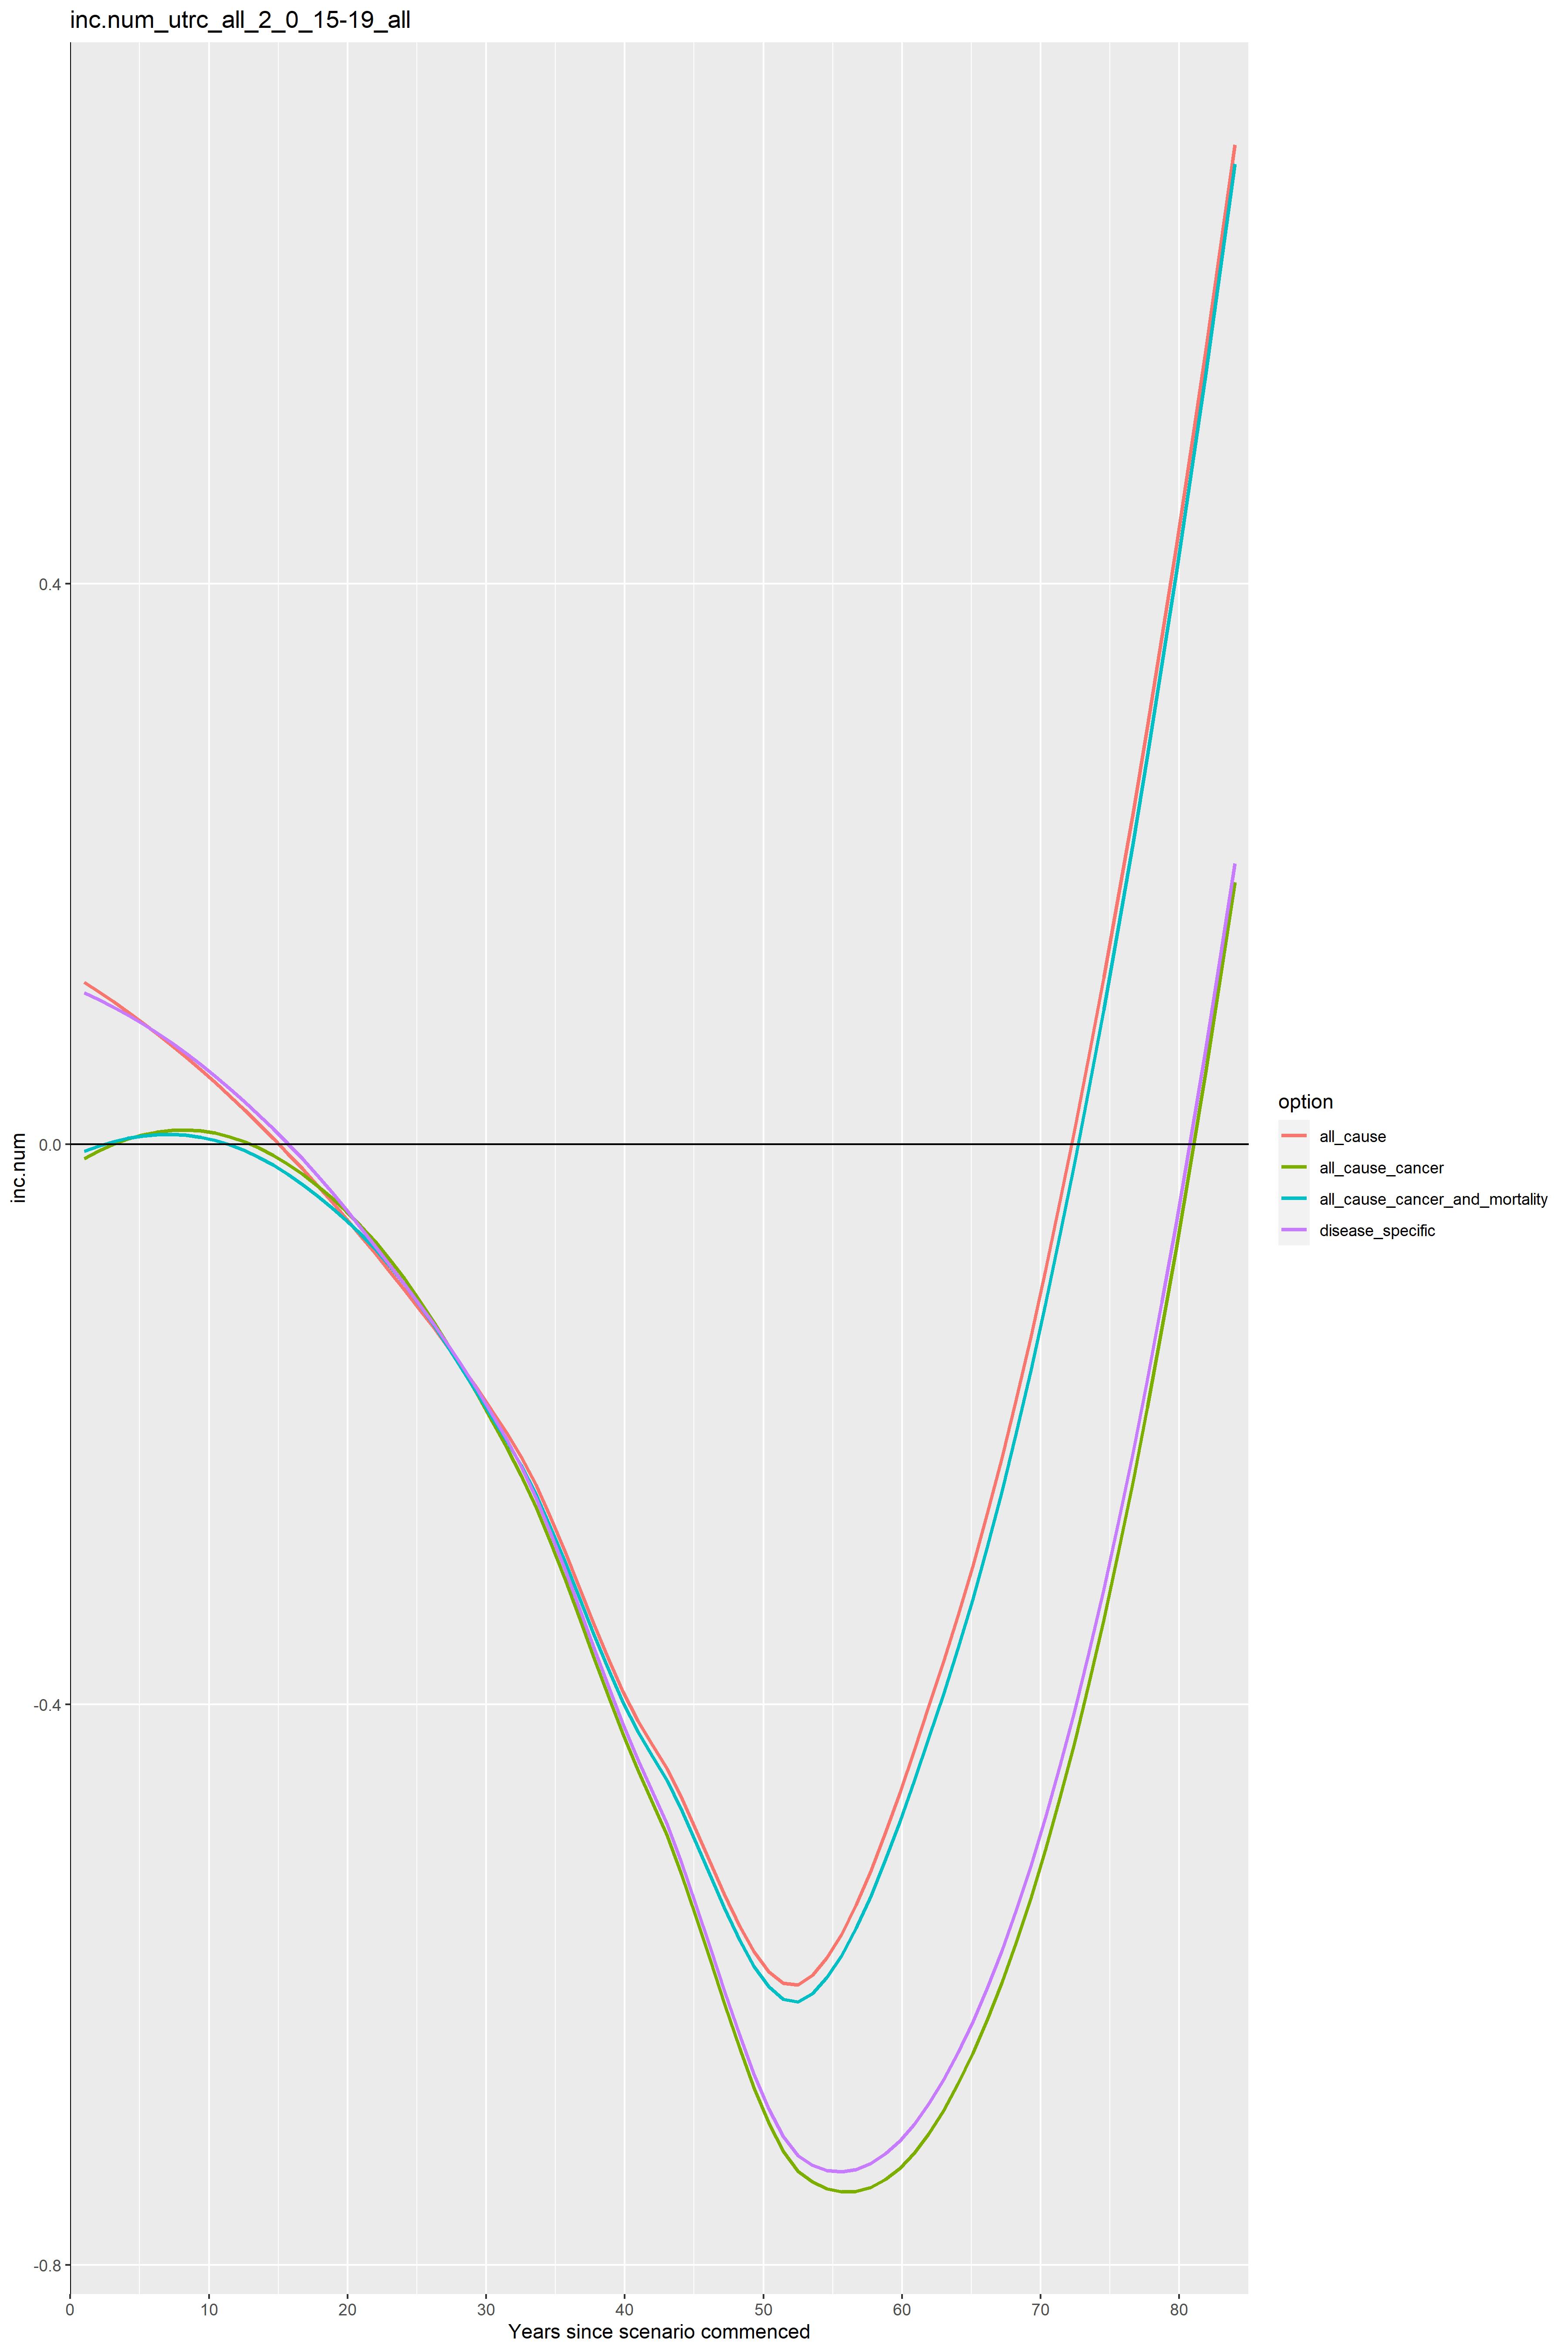 inc.num_utrc_all_2_0_15-19_all
inc.num
0.4
0.0
-0.4
-0.8
0 10 20 30 40 50 60 70 80
Years since scenario commenced
option
all_cause
all_cause_cancer
all_cause_cancer_and_mortality
disease_specific